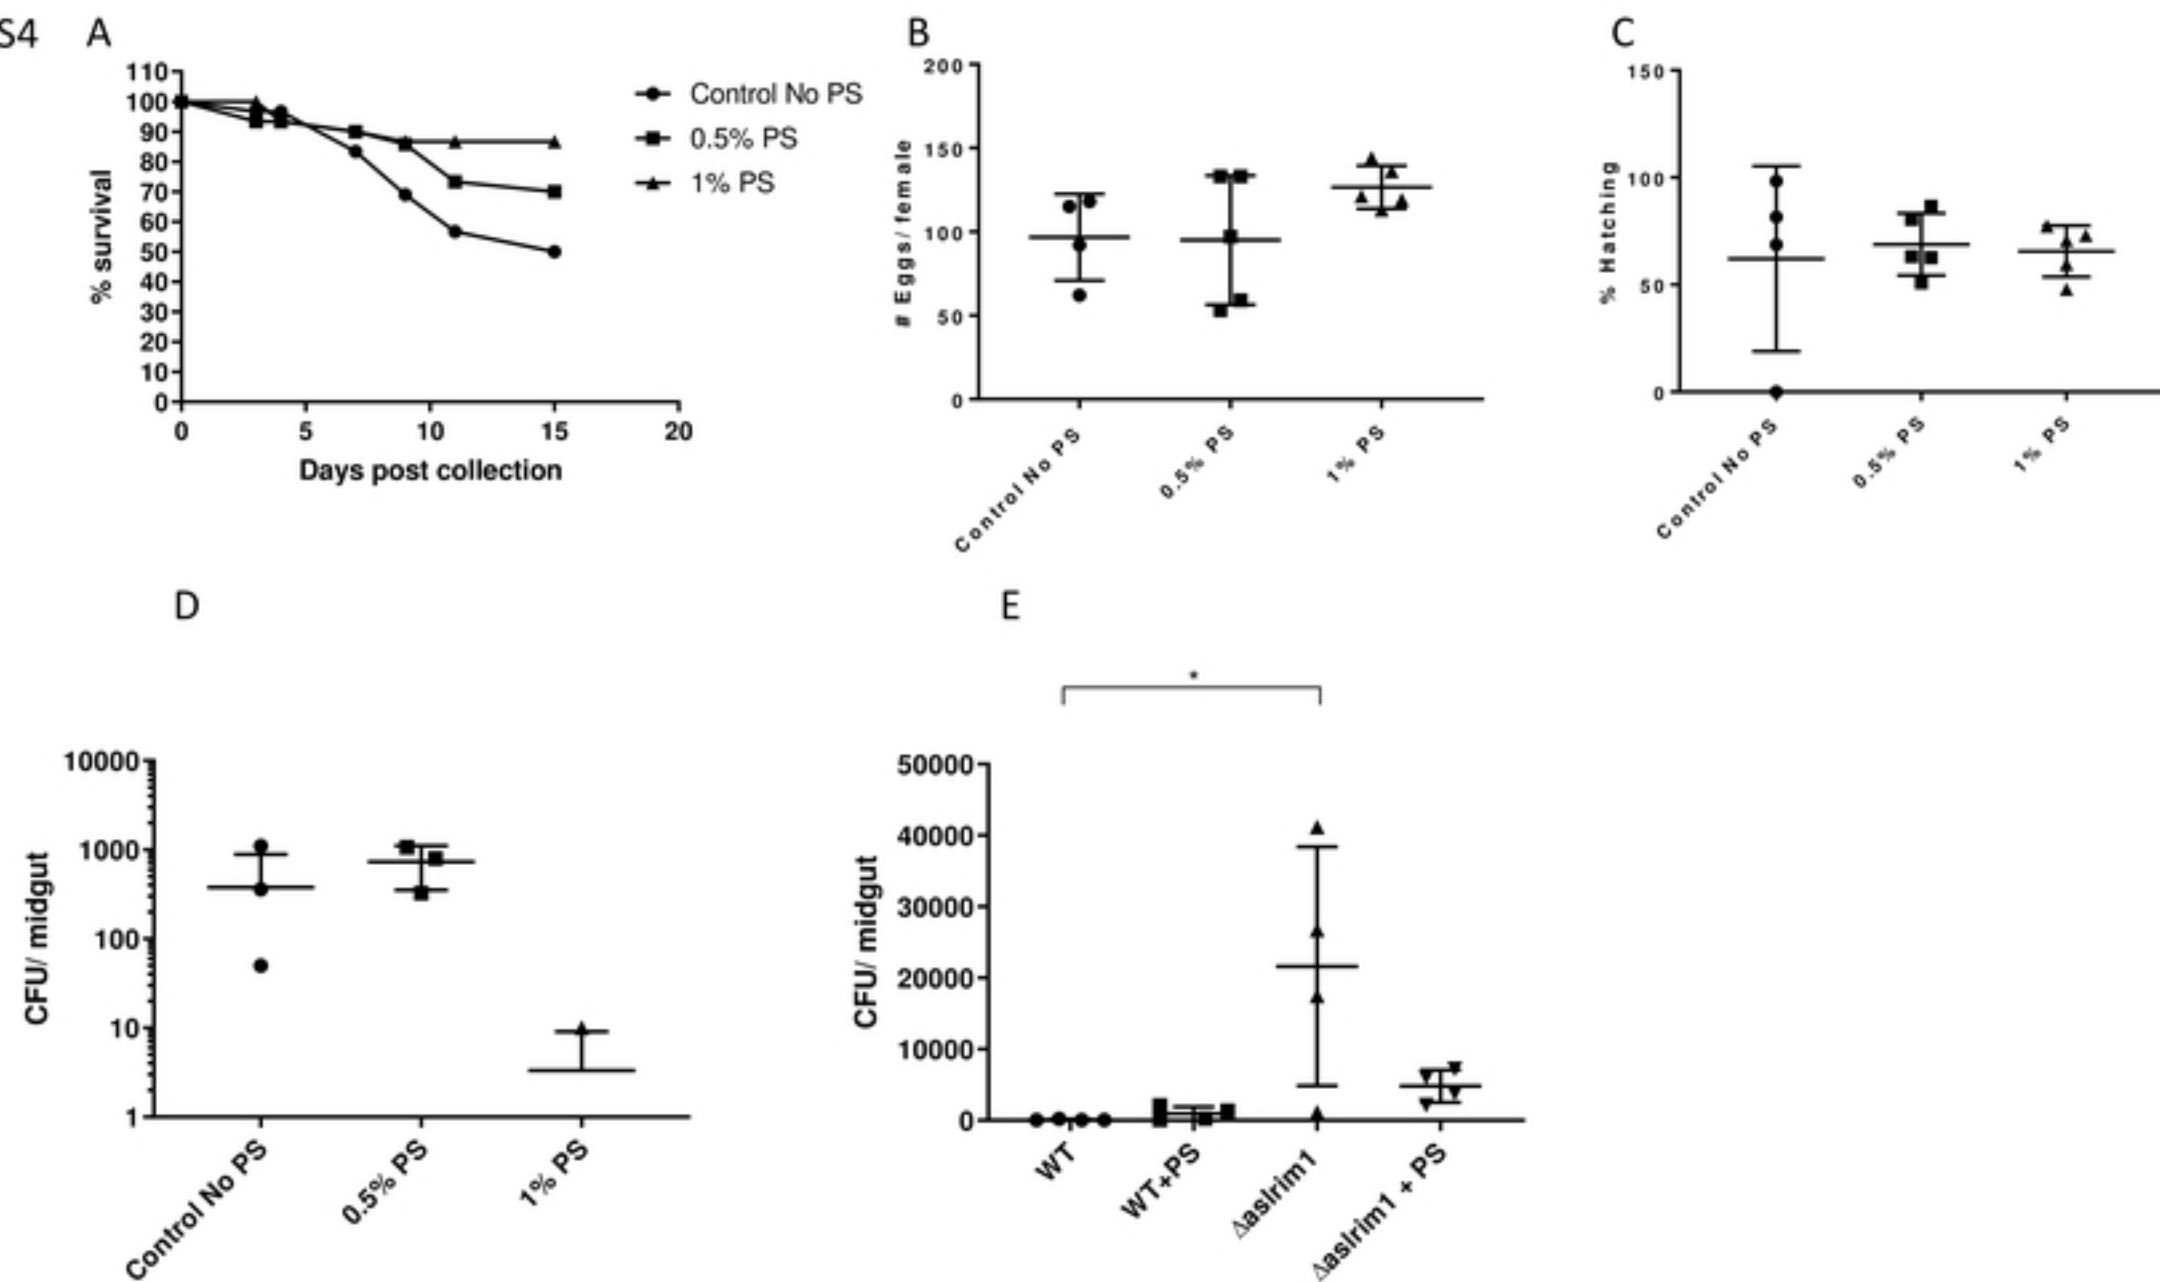 S4
A
110
100
90
80
70
60
50
40
30
20
10
0
0 5 10 15 20
% survival
Days post collection
Control No PS
0.5% PS
1% PS
B
200
150
100
50
0
# Eggs/ female
Control No PS
0.5% PS
1% PS
C
150
100
50
0
% Hatching
Control No PS
0.5% PS
1% PS
D
10000
1000
100
10
1
CFU/ midgut
Control No PS
0.5% PS
1% PS
E
*
50000
40000
30000
20000
10000
0
CFU/ midgut
WT
WT+PS
Δaslrim1
Δaslrim1 + PS